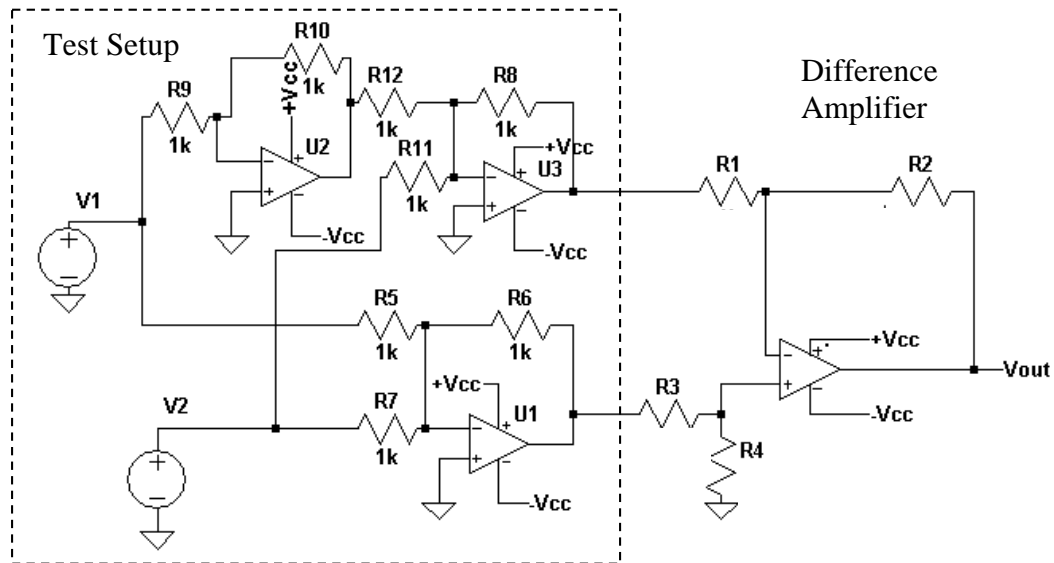 Test Setup
R10
1k
+Vcc
R9
1k
R12
1k
R8
1k
Difference
Amplifier
U2
-Vcc
R11
1k
+Vcc
U3
-Vcc
R1
R2
V1
+
−
R5
1k
R6
1k
V2
+
−
R7
1k
+Vcc
U1
-Vcc
R3
R4
+Vcc
-Vcc
Vout